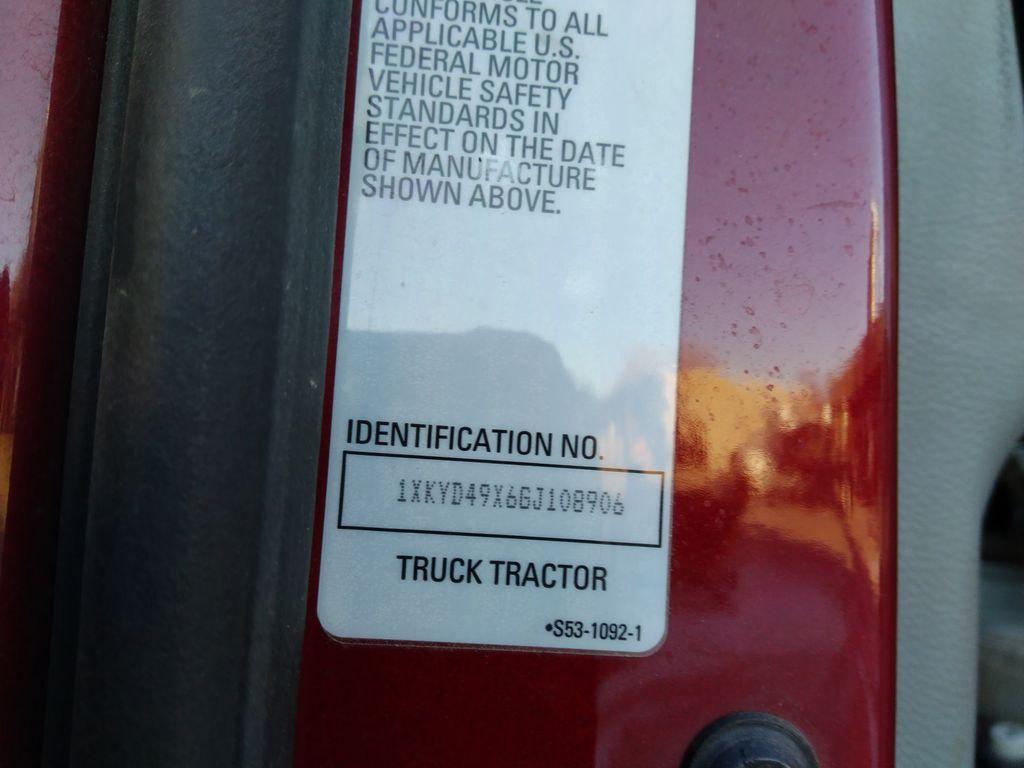 CONFORMS TO ALL
APPLICABLE U.S.
FEDERAL MOTOR
VEHICLE SAFETY
STANDARDS IN
EFFECT ON THE DATE
OF MANUFACTURE
SHOWN ABOVE.
IDENTIFICATION NO.
1XKYD49X6GJ108906
TRUCK TRACTOR
•S53-1092-1